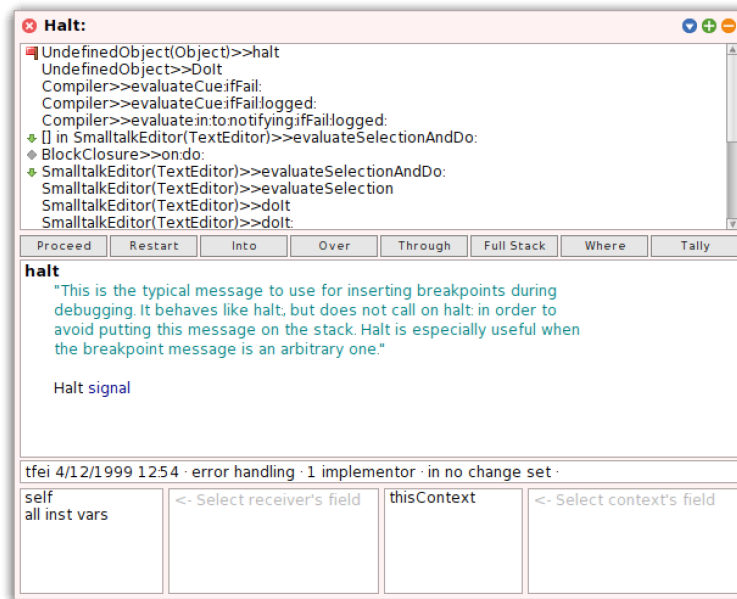 Halt:
UndefinedObject(Object)>>halt
UndefinedObject>>DoIt
Compiler>>evaluateCue:ifFail:
Compiler>>evaluateCue:ifFail:logged:
Compiler>>evaluate:in:to:notifying:ifFail:logged:
[] in SmalltalkEditor(TextEditor)>>evaluateSelectionAndDo:
BlockClosure>>on:do:
SmalltalkEditor(TextEditor)>>evaluateSelectionAndDo:
SmalltalkEditor(TextEditor)>>evaluateSelection
SmalltalkEditor(TextEditor)>>doIt
SmalltalkEditor(TextEditor)>>doIt:
Proceed Restart Into Over Through Full Stack Where Tally
halt
"This is the typical message to use for inserting breakpoints during
debugging. It behaves like halt:, but does not call on halt: in order to
avoid putting this message on the stack. Halt is especially useful when
the breakpoint message is an arbitrary one."
Halt signal
tfei 4/12/1999 12:54 · error handling · 1 implementor · in no change set ·
self <- Select receiver's field thisContext <- Select context's field
all inst vars